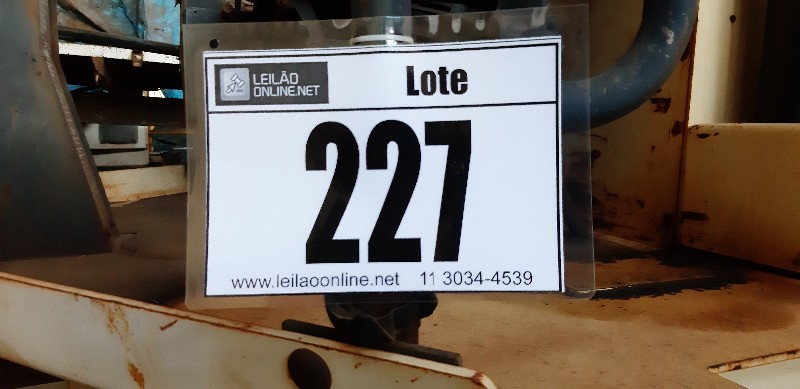 LEILÃO
ONLINE.NET
Lote
227
www.leilaoonline.net 11 3034-4539